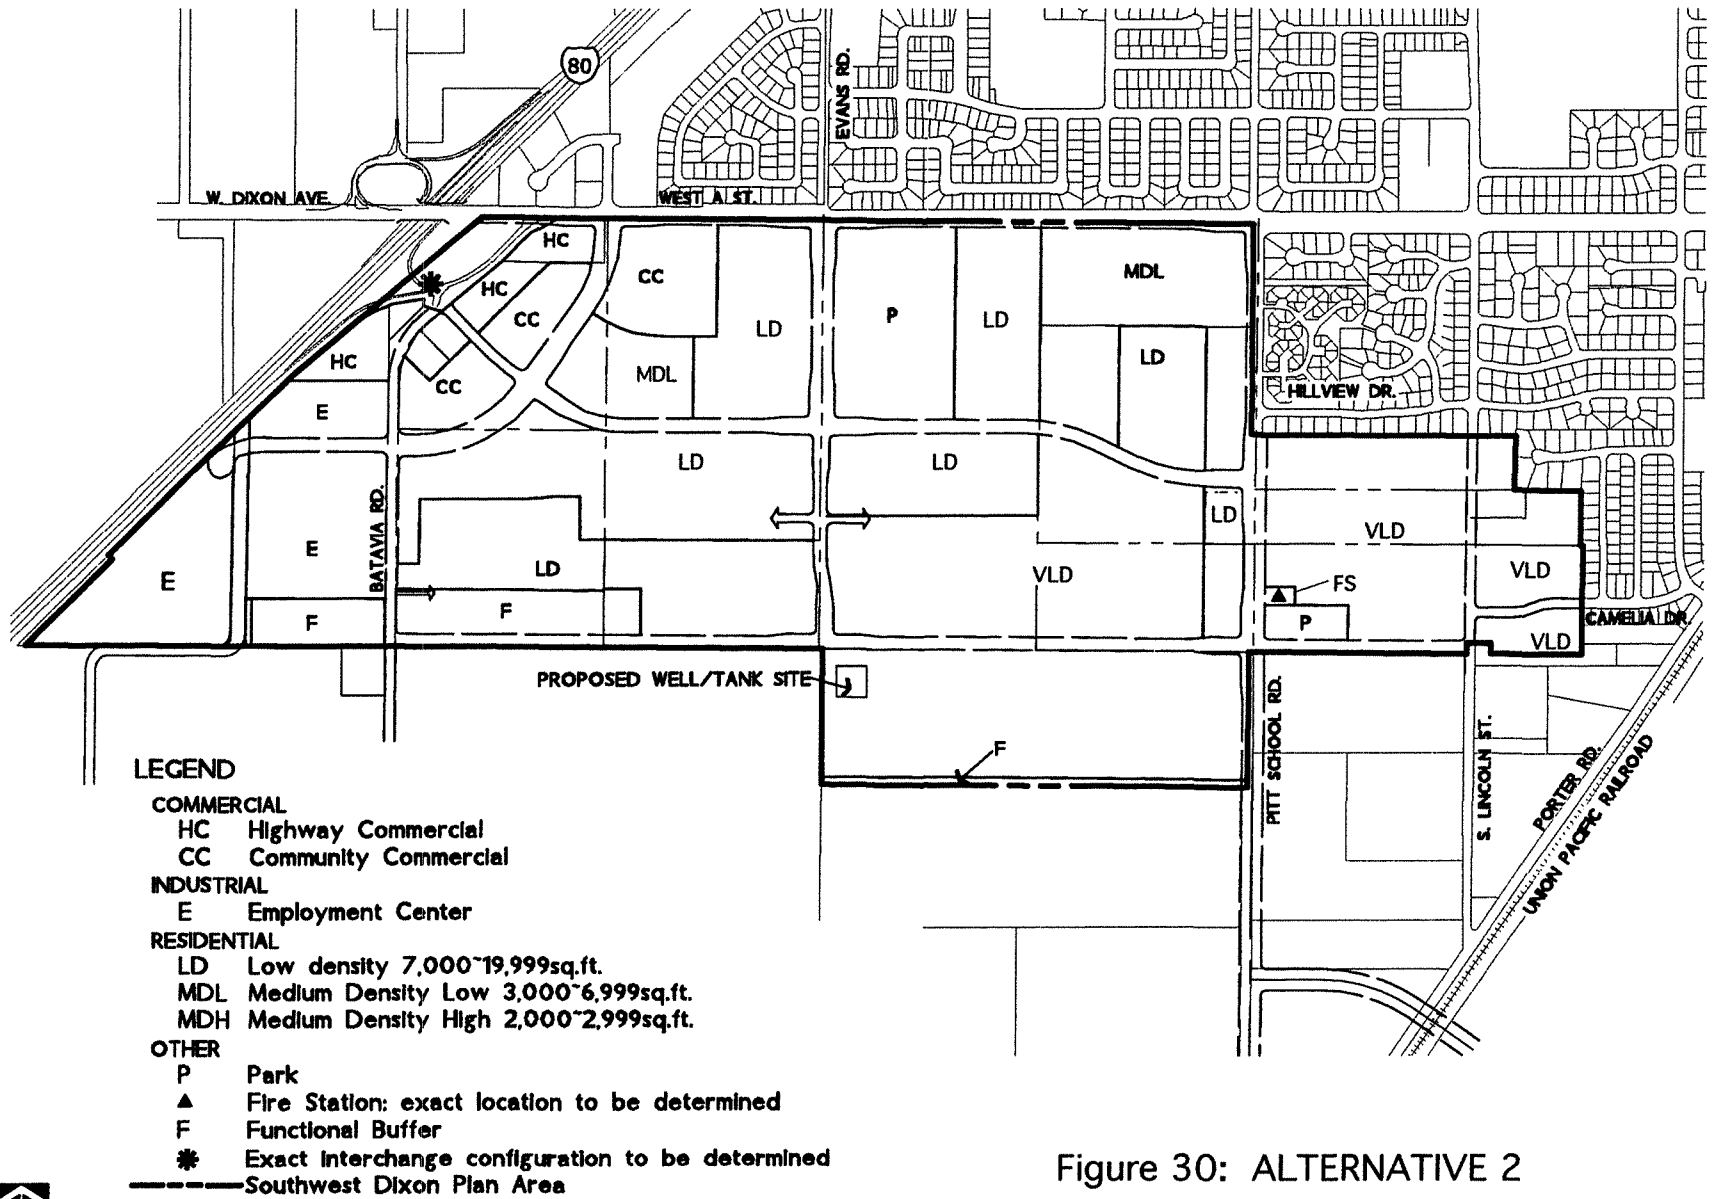 80
EVANS RD.
W. DIXON AVE.
WEST A ST.
HC
CC
MDL
HC
P
LD
CC
LD
LD
HC
MDL
CC
HILLVIEW DR.
E
LD
LD
BATAVIA RD.
LD
VLD
E
LD
VLD
VLD
E
FS
F
F
P
CAMELIA DR.
VLD
PROPOSED WELL/TANK SITE
F
PITT SCHOOL RD.
S. LINCOLN ST.
PORTER RD.
UNION PACIFIC RAILROAD
LEGEND
COMMERCIAL
HC Highway Commercial
CC Community Commercial
INDUSTRIAL
E Employment Center
RESIDENTIAL
LD Low density 7,000~19,999sq.ft.
MDL Medium Density Low 3,000~6,999sq.ft.
MDH Medium Density High 2,000~2,999sq.ft.
OTHER
P Park
▲ Fire Station: exact location to be determined
F Functional Buffer
✱ Exact interchange configuration to be determined
Southwest Dixon Plan Area
Figure 30: ALTERNATIVE 2